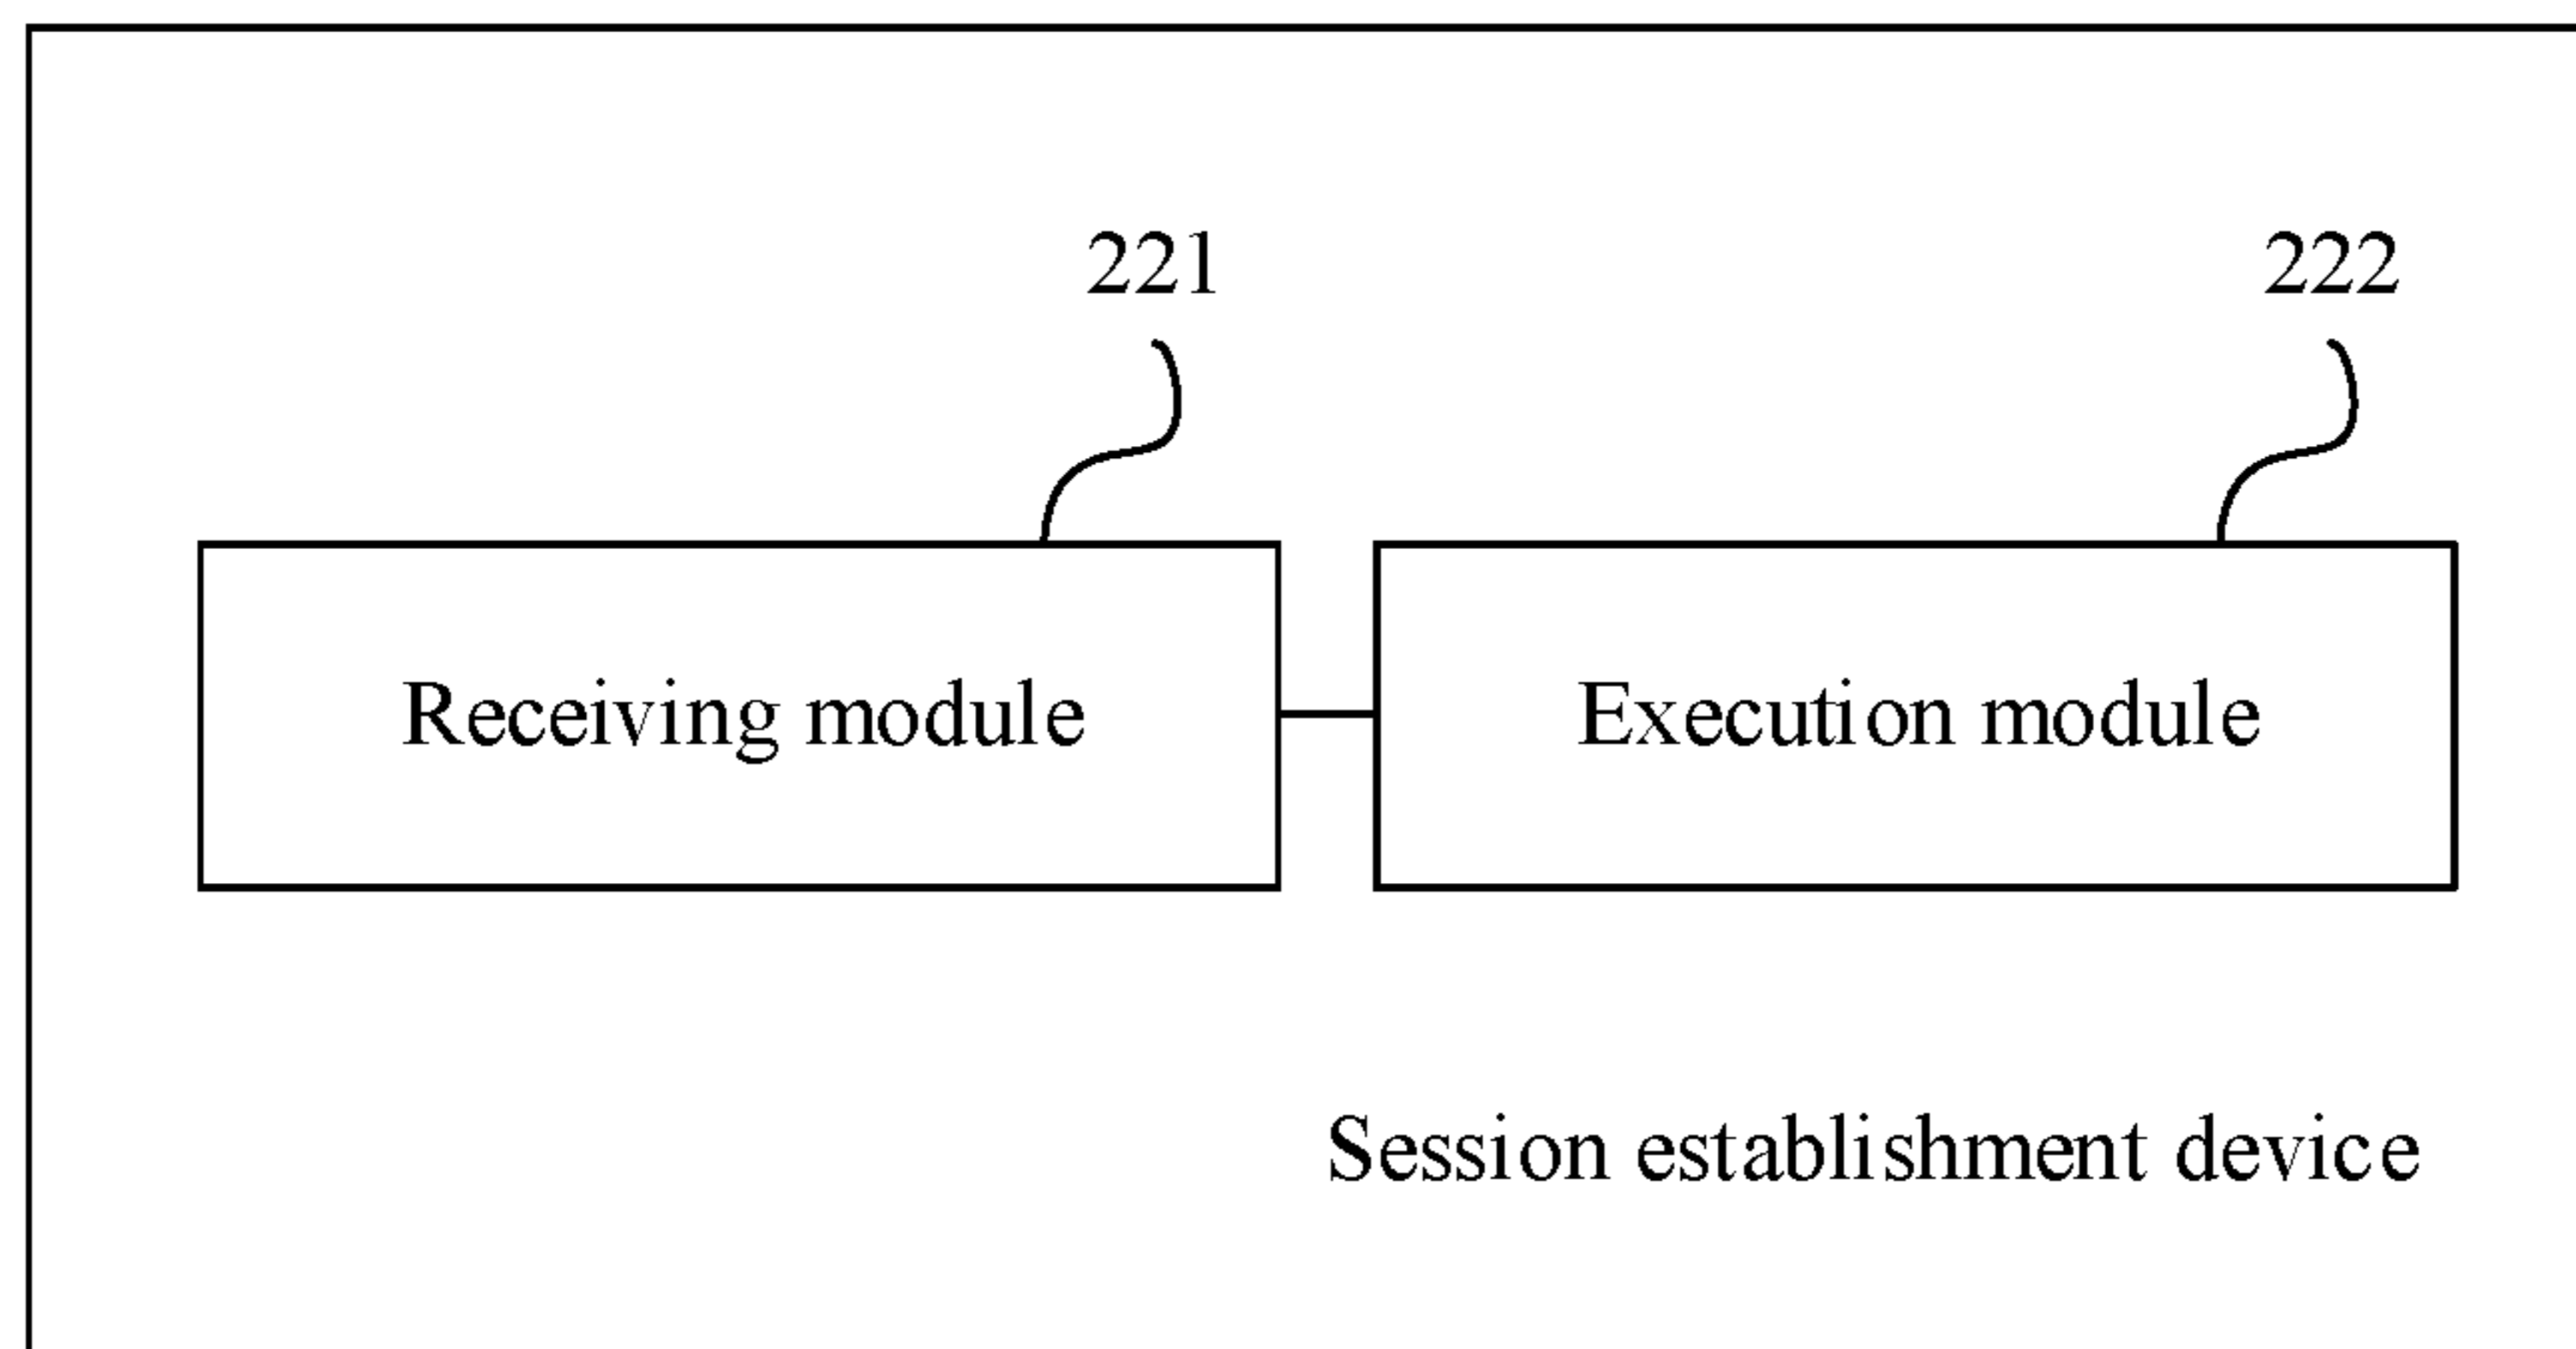 221
222
Receiving module
Execution module
Session establishment device